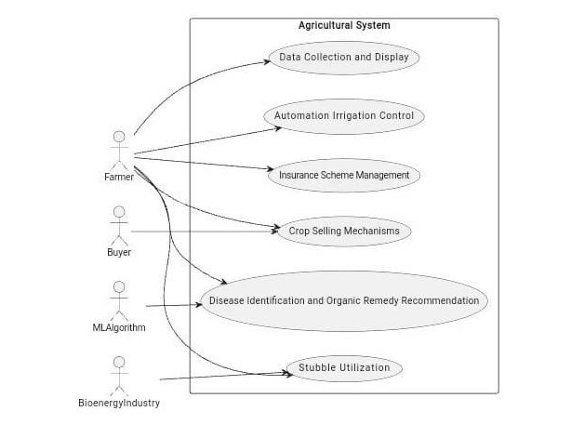 Agricultural System
Data Collection and Display
Automation Irrigation Control
Farmer
Insurance Scheme Management
Buyer
Crop Selling Mechanisms
MLAlgorithm
Disease Identification and Organic Remedy Recommendation
BioenergyIndustry
Stubble Utilization